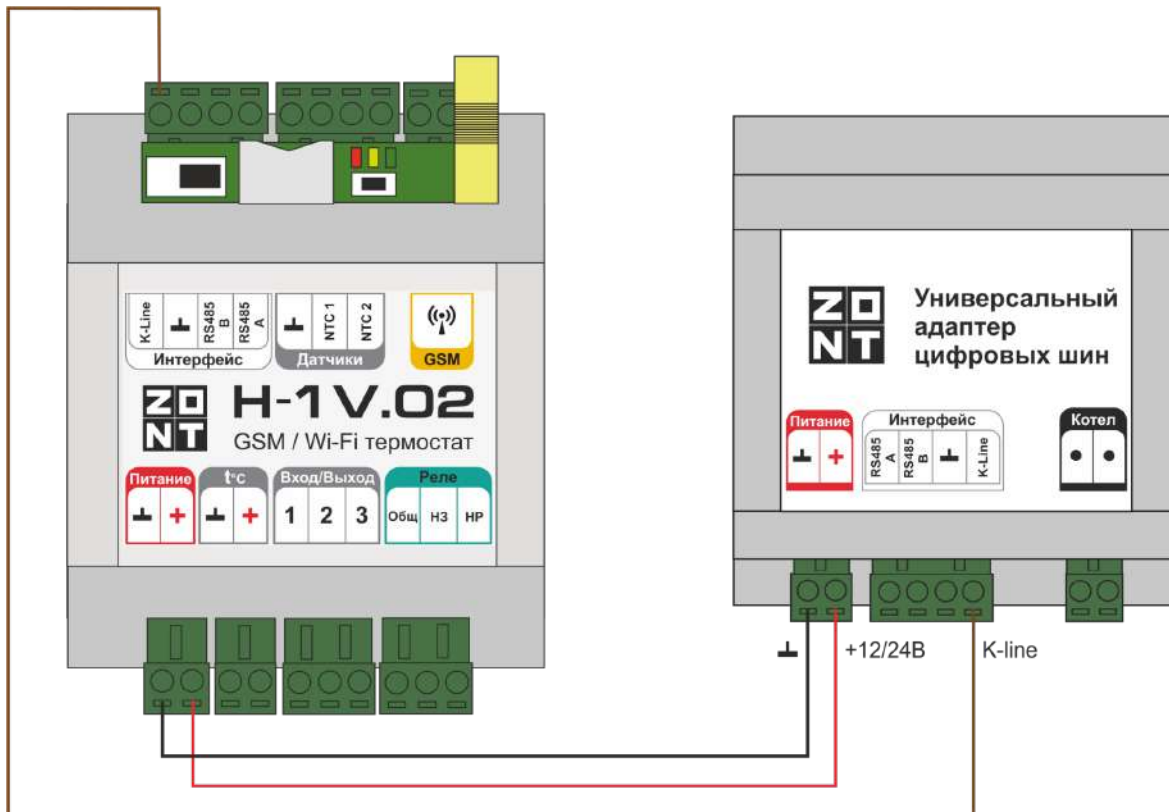 K-Line
RS485 B
RS485 A
Интерфейс
NTC 1
NTC 2
Датчики
GSM
ZONT
H-1V.02
GSM / Wi-Fi термостат
Питание
+
t°C
+
Вход/Выход
1 2 3
Реле
Общ НЗ НР
ZONT
Универсальный
адаптер
цифровых шин
Питание
+
Интерфейс
RS485 A
RS485 B
K-Line
Котел
+12/24В
K-line